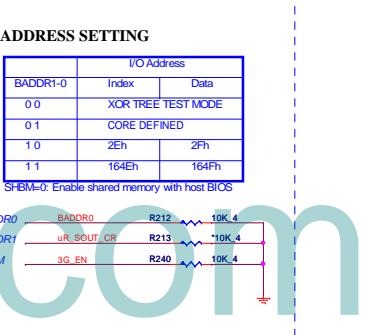 ADDRESS SETTING
I/O Address
BADDR1-0 Index Data
0 0 XOR TREE TEST MODE
0 1 CORE DEFINED
1 0 2Eh 2Fh
1 1 164Eh 164Fh
SHBM=0: Enable shared memory with host BIOS
DR0 BADDR0 R212 10K_4
DR1 uR_SOUT_CR R213 *10K_4
M 3G_EN R240 10K_4
com